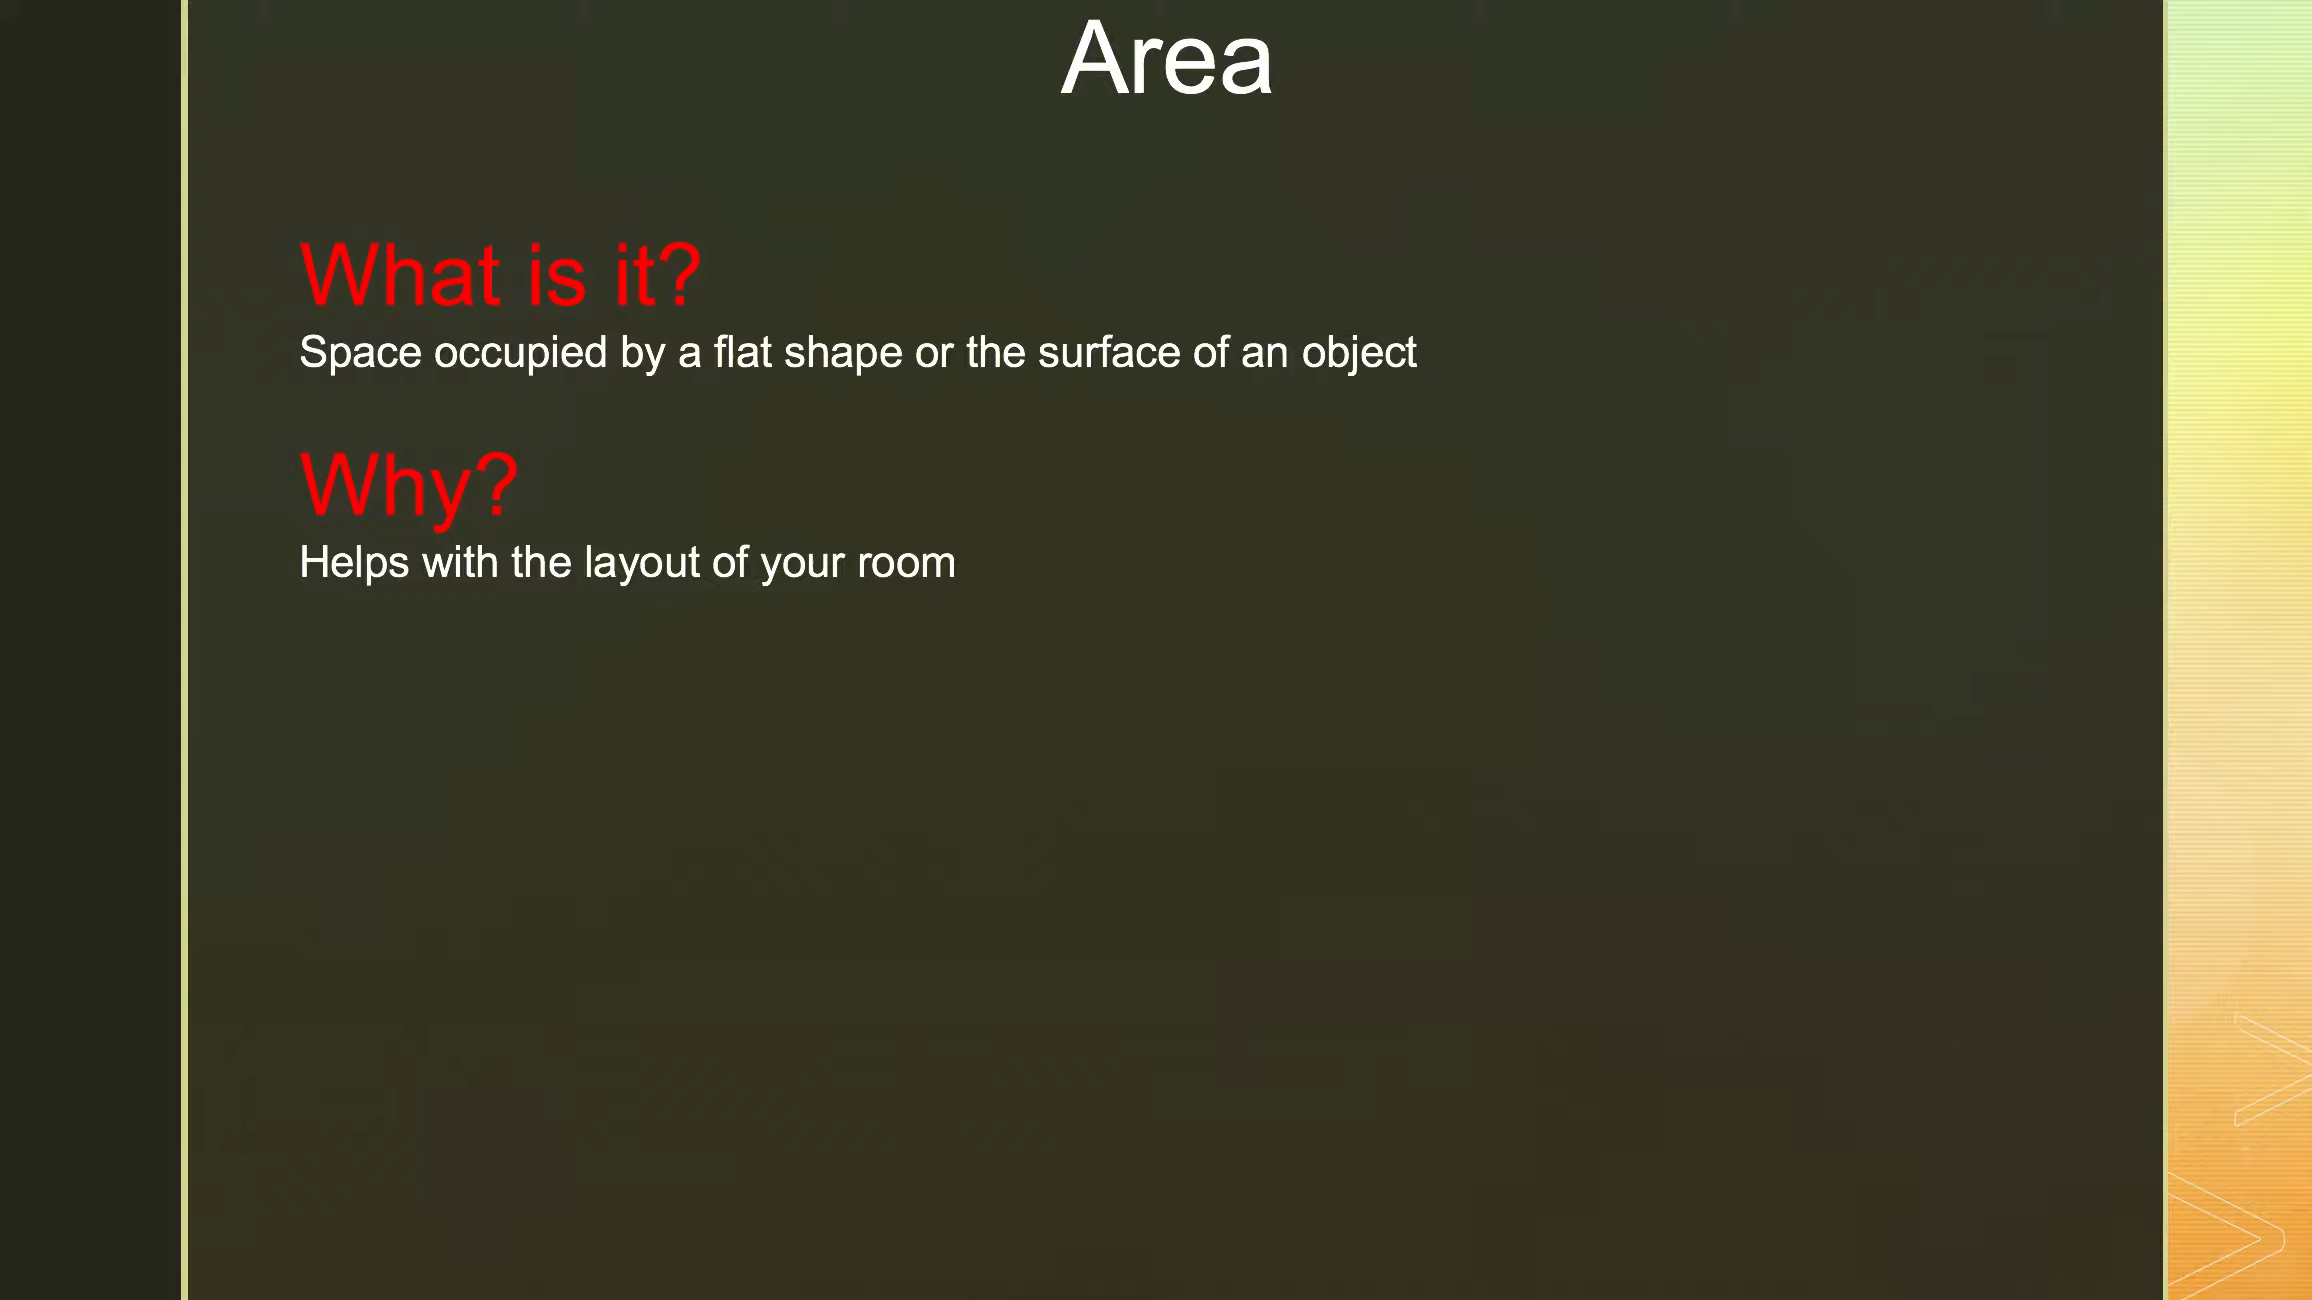 Area
What is it?
Space occupied by a flat shape or the surface of an object
Why?
Helps with the layout of your room